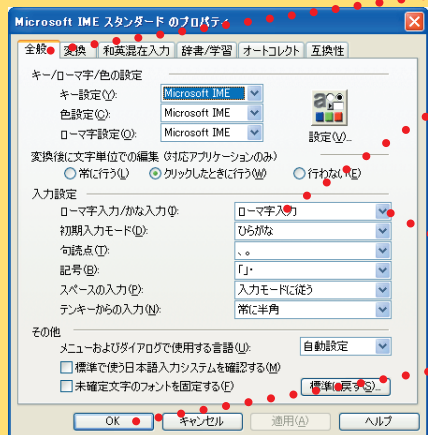 Microsoft IME スタンダード のプロパティ
全般 変換 和英混在入力 辞書/学習 オートコレクト 互換性
キー/ローマ字/色の設定
キー設定(Y): Microsoft IME
色設定(C): Microsoft IME
ローマ字設定(O): Microsoft IME
設定(V)...
変換後に文字単位での編集 (対応アプリケーションのみ)
常に行う(L) クリックしたときに行う(W) 行わない(E)
入力設定
ローマ字入力/かな入力(I): ローマ字入力
初期入力モード(D): ひらがな
句読点(T): 、。
記号(B): 「」・
スペースの入力(P): 入力モードに従う
テンキーからの入力(N): 常に半角
その他
メニューおよびダイアログで使用する言語(U): 自動設定
標準で使う日本語入力システムを確認する(M)
未確定文字のフォントを固定する(F) 標準に戻す(S)...
OK キャンセル 適用(A) ヘルプ